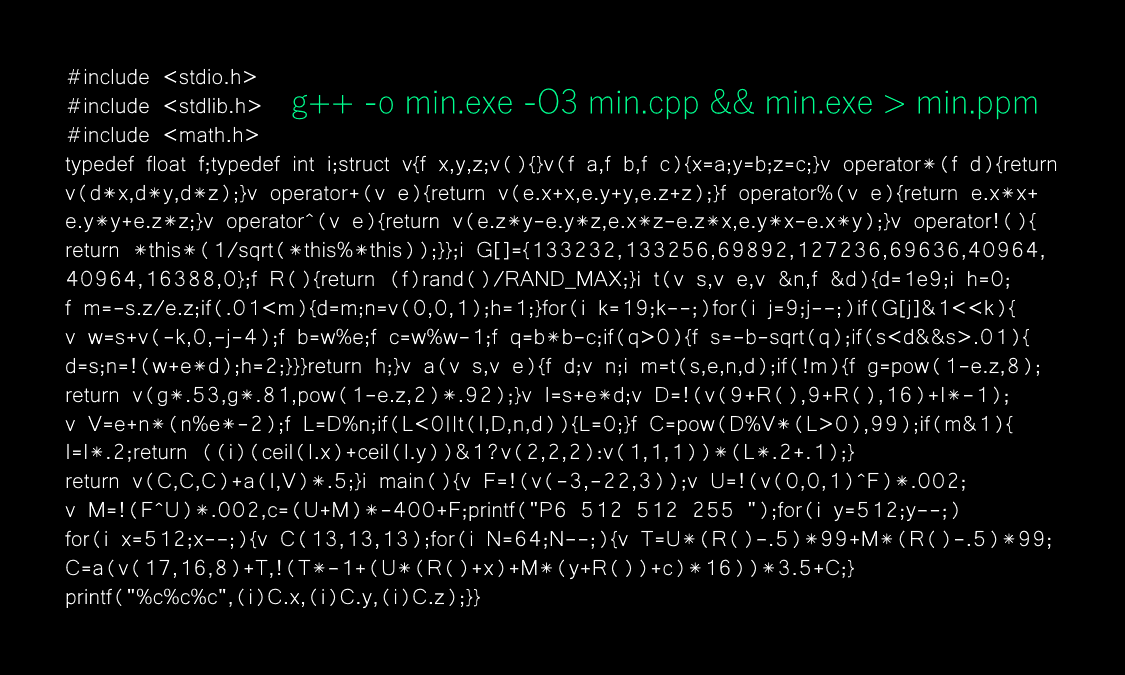 #include <stdio.h>
#include <stdlib.h>
g++ -o min.exe -O3 min.cpp && min.exe > min.ppm
#include <math.h>
typedef float f;typedef int i;struct v{f x,y,z;v(){}v(f a,f b,f c){x=a;y=b;z=c;}v operator*(f d){return
v(d*x,d*y,d*z);}v operator+(v e){return v(e.x+x,e.y+y,e.z+z);}f operator%(v e){return e.x*x+
e.y*y+e.z*z;}v operator^(v e){return v(e.z*y-e.y*z,e.x*z-e.z*x,e.y*x-e.x*y);}v operator!(){
return *this*(1/sqrt(*this%*this));}};i G[]={133232,133256,69892,127236,69636,40964,
40964,16388,0};f R(){return (f)rand()/RAND_MAX;}i t(v s,v e,v &n,f &d){d=1e9;i h=0;
f m=-s.z/e.z;if(.01<m){d=m;n=v(0,0,1);h=1;}for(i k=19;k--;)for(i j=9;j--;)if(G[j]&1<<k){
v w=s+v(-k,0,-j-4);f b=w%e;f c=w%w-1;f q=b*b-c;if(q>0){f s=-b-sqrt(q);if(s<d&&s>.01){
d=s;n=!(w+e*d);h=2;}}}return h;}v a(v s,v e){f d;v n;i m=t(s,e,n,d);if(!m){f g=pow(1-e.z,8);
return v(g*.53,g*.81,pow(1-e.z,2)*.92);}v I=s+e*d;v D=!(v(9+R(),9+R(),16)+I*-1);
v V=e+n*(n%e*-2);f L=D%n;if(L<0||t(I,D,n,d)){L=0;}f C=pow(D%V*(L>0),99);if(m&1){
I=I*.2;return ((i)(ceil(I.x)+ceil(I.y))&1?v(2,2,2):v(1,1,1))*(L*.2+.1);}
return v(C,C,C)+a(I,V)*.5;}i main(){v F=!(v(-3,-22,3));v U=!(v(0,0,1)^F)*.002;
v M=!(F^U)*.002,c=(U+M)*-400+F;printf("P6 512 512 255 ");for(i y=512;y--;)
for(i x=512;x--;){v C(13,13,13);for(i N=64;N--;){v T=U*(R()-.5)*99+M*(R()-.5)*99;
C=a(v(17,16,8)+T,!(T*-1+(U*(R()+x)+M*(y+R())+c)*16))*3.5+C;}
printf("%c%c%c",(i)C.x,(i)C.y,(i)C.z);}}